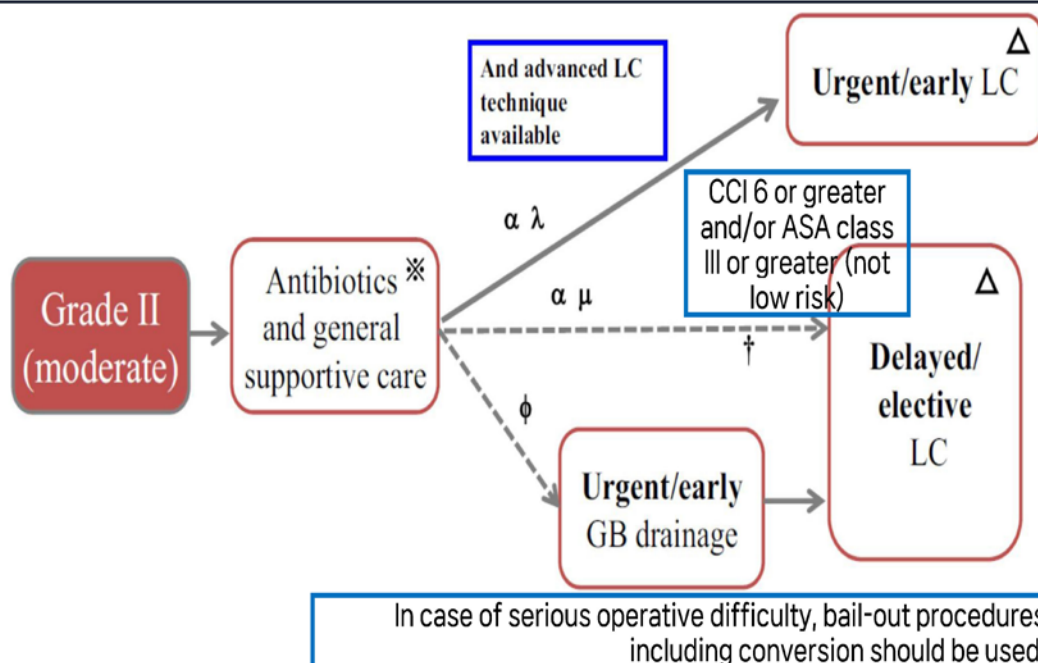 And advanced LC
technique
available
Δ
Urgent/early LC
α λ
CCI 6 or greater
and/or ASA class
III or greater (not
low risk)
Grade II
(moderate)
Antibiotics ※
and general
supportive care
α μ
†
Δ
Delayed/
elective
LC
ϕ
Urgent/early
GB drainage
In case of serious operative difficulty, bail-out procedures
including conversion should be used